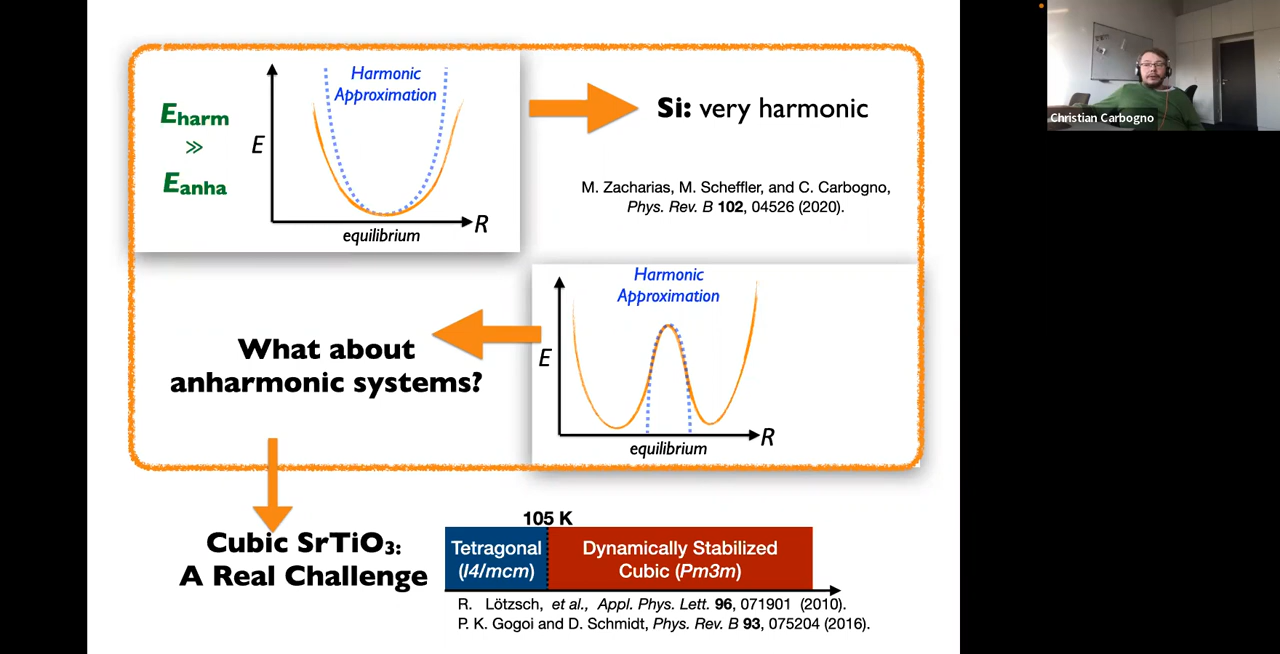 Harmonic
Approximation
Eharm
≫
Eanha
E
R
equilibrium
Si: very harmonic
M. Zacharias, M. Scheffler, and C. Carbogno,
Phys. Rev. B 102, 04526 (2020).
Christian Carbogno
What about
anharmonic systems?
Harmonic
Approximation
E
R
equilibrium
Cubic SrTiO₃:
A Real Challenge
105 K
Tetragonal
(I4/mcm)
Dynamically Stabilized
Cubic (Pm3m)
R. Lötzsch, et al., Appl. Phys. Lett. 96, 071901 (2010).
P. K. Gogoi and D. Schmidt, Phys. Rev. B 93, 075204 (2016).